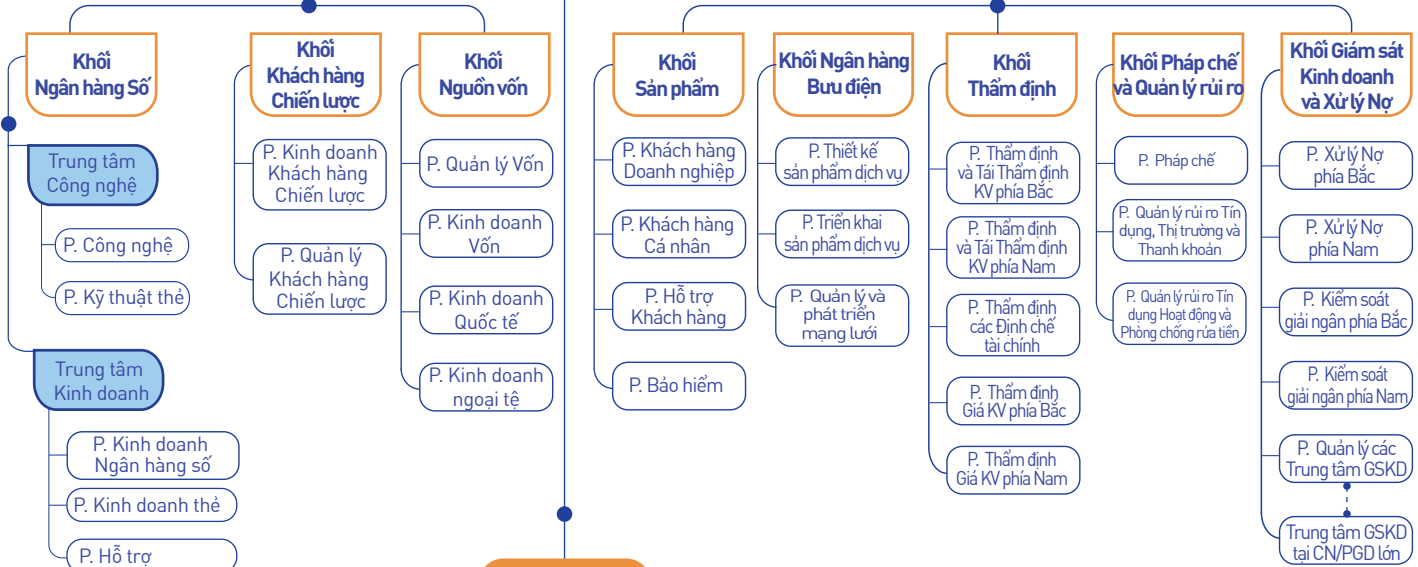 Khối
Ngân hàng Số
Trung tâm
Công nghệ
P. Công nghệ
P. Kỹ thuật thẻ
Trung tâm
Kinh doanh
P. Kinh doanh
Ngân hàng số
P. Kinh doanh thẻ
P. Hỗ trợ
Khối
Khách hàng
Chiến lược
P. Kinh doanh
Khách hàng
Chiến lược
P. Quản lý
Khách hàng
Chiến lược
Khối
Nguồn vốn
P. Quản lý Vốn
P. Kinh doanh
Vốn
P. Kinh doanh
Quốc tế
P. Kinh doanh
ngoại tệ
Khối
Sản phẩm
P. Khách hàng
Doanh nghiệp
P. Khách hàng
Cá nhân
P. Hỗ trợ
Khách hàng
P. Bảo hiểm
Khối Ngân hàng
Bưu điện
P. Thiết kế
sản phẩm dịch vụ
P. Triển khai
sản phẩm dịch vụ
P. Quản lý và
phát triển
mạng lưới
Khối
Thẩm định
P. Thẩm định
và Tái Thẩm định
KV phía Bắc
P. Thẩm định
và Tái Thẩm định
KV phía Nam
P. Thẩm định
các Định chế
tài chính
P. Thẩm định
Giá KV phía Bắc
P. Thẩm định
Giá KV phía Nam
Khối Pháp chế
và Quản lý rủi ro
P. Pháp chế
P. Quản lý rủi ro Tín
dụng, Thị trường và
Thanh khoản
P. Quản lý rủi ro Tín
dụng Hoạt động và
Phòng chống rửa tiền
Khối Giám sát
Kinh doanh
và Xử lý Nợ
P. Xử lý Nợ
phía Bắc
P. Xử lý Nợ
phía Nam
P. Kiểm soát
giải ngân phía Bắc
P. Kiểm soát
giải ngân phía Nam
P. Quản lý các
Trung tâm GSKD
Trung tâm GSKD
tại CN/PGD lớn